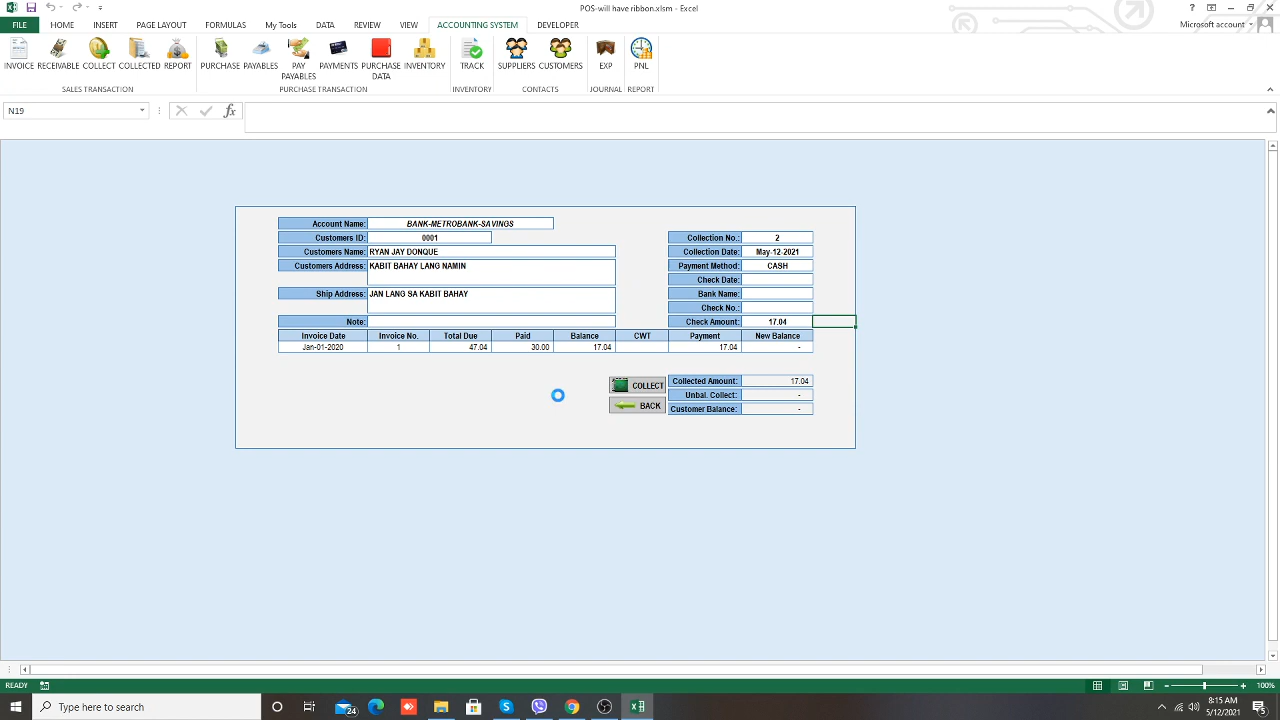 POS-will have ribbon.xlsm - Excel
FILE HOME INSERT PAGE LAYOUT FORMULAS My Tools DATA REVIEW VIEW ACCOUNTING SYSTEM DEVELOPER
Microsoft account
INVOICE RECEIVABLE COLLECT COLLECTED REPORT PURCHASE PAYABLES PAY PAYABLES PAYMENTS PURCHASE DATA INVENTORY TRACK SUPPLIERS CUSTOMERS EXP PNL
SALES TRANSACTION PURCHASE TRANSACTION INVENTORY CONTACTS JOURNAL REPORT
N19 fx
Account Name: BANK-METROBANK-SAVINGS
Customers ID: 0001 Collection No.: 2
Customers Name: RYAN JAY DONQUE Collection Date: May-12-2021
Customers Address: KABIT BAHAY LANG NAMIN Payment Method: CASH
Check Date:
Ship Address: JAN LANG SA KABIT BAHAY Bank Name:
Check No.:
Note: Check Amount: 17.04
Invoice Date Invoice No. Total Due Paid Balance CWT Payment New Balance
Jan-01-2020 1 47.04 30.00 17.04 17.04 -
COLLECT Collected Amount: 17.04
Unbal. Collect: -
BACK Customer Balance: -
READY 100%
Type here to search
24
8:15 AM
5/12/2021